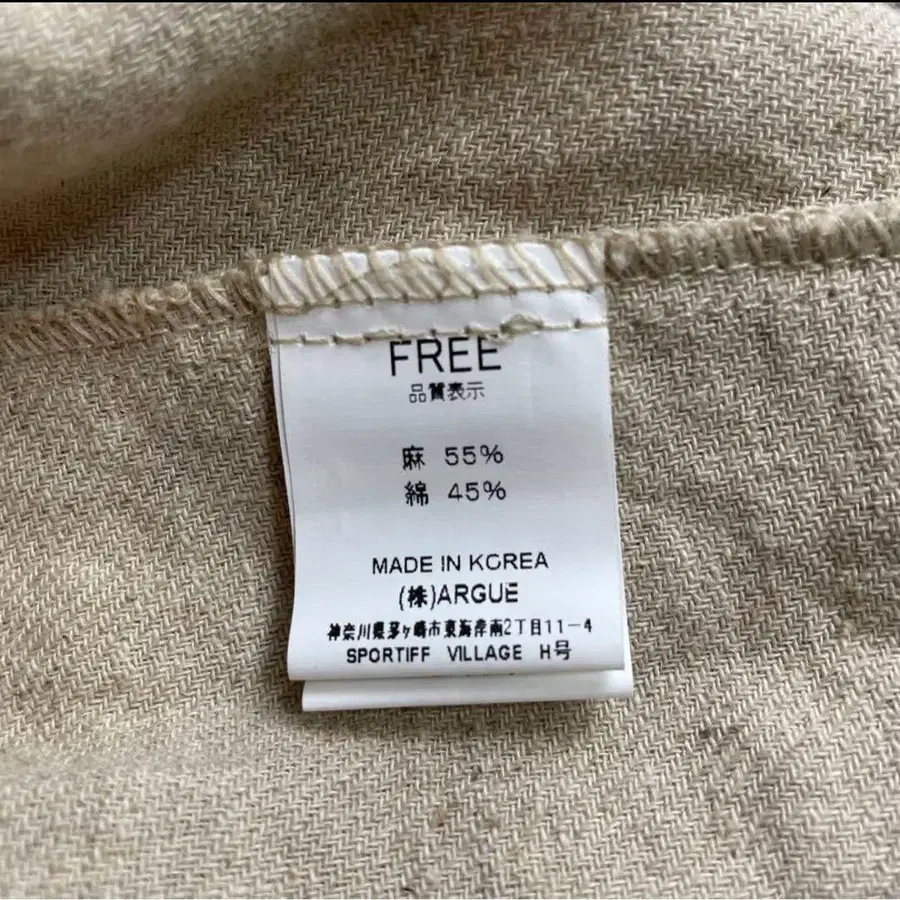 FREE
品質表示
麻 55%
綿 45%
MADE IN KOREA
(株)ARGUE
神奈川県茅ヶ崎市東海岸南2丁目11-4
SPORTIFF VILLAGE H号